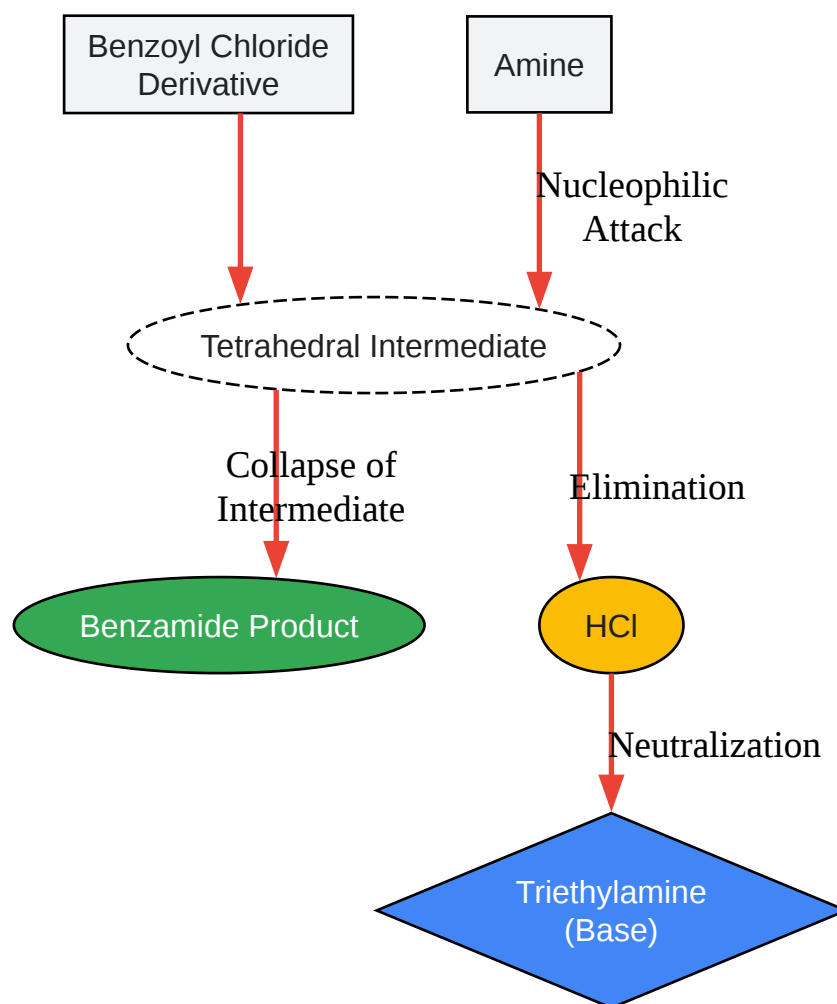 Benzoyl Chloride
Derivative
Amine
Nucleophilic
Attack
Tetrahedral Intermediate
Collapse of
Intermediate
Elimination
Benzamide Product
HCl
Neutralization
Triethylamine
(Base)